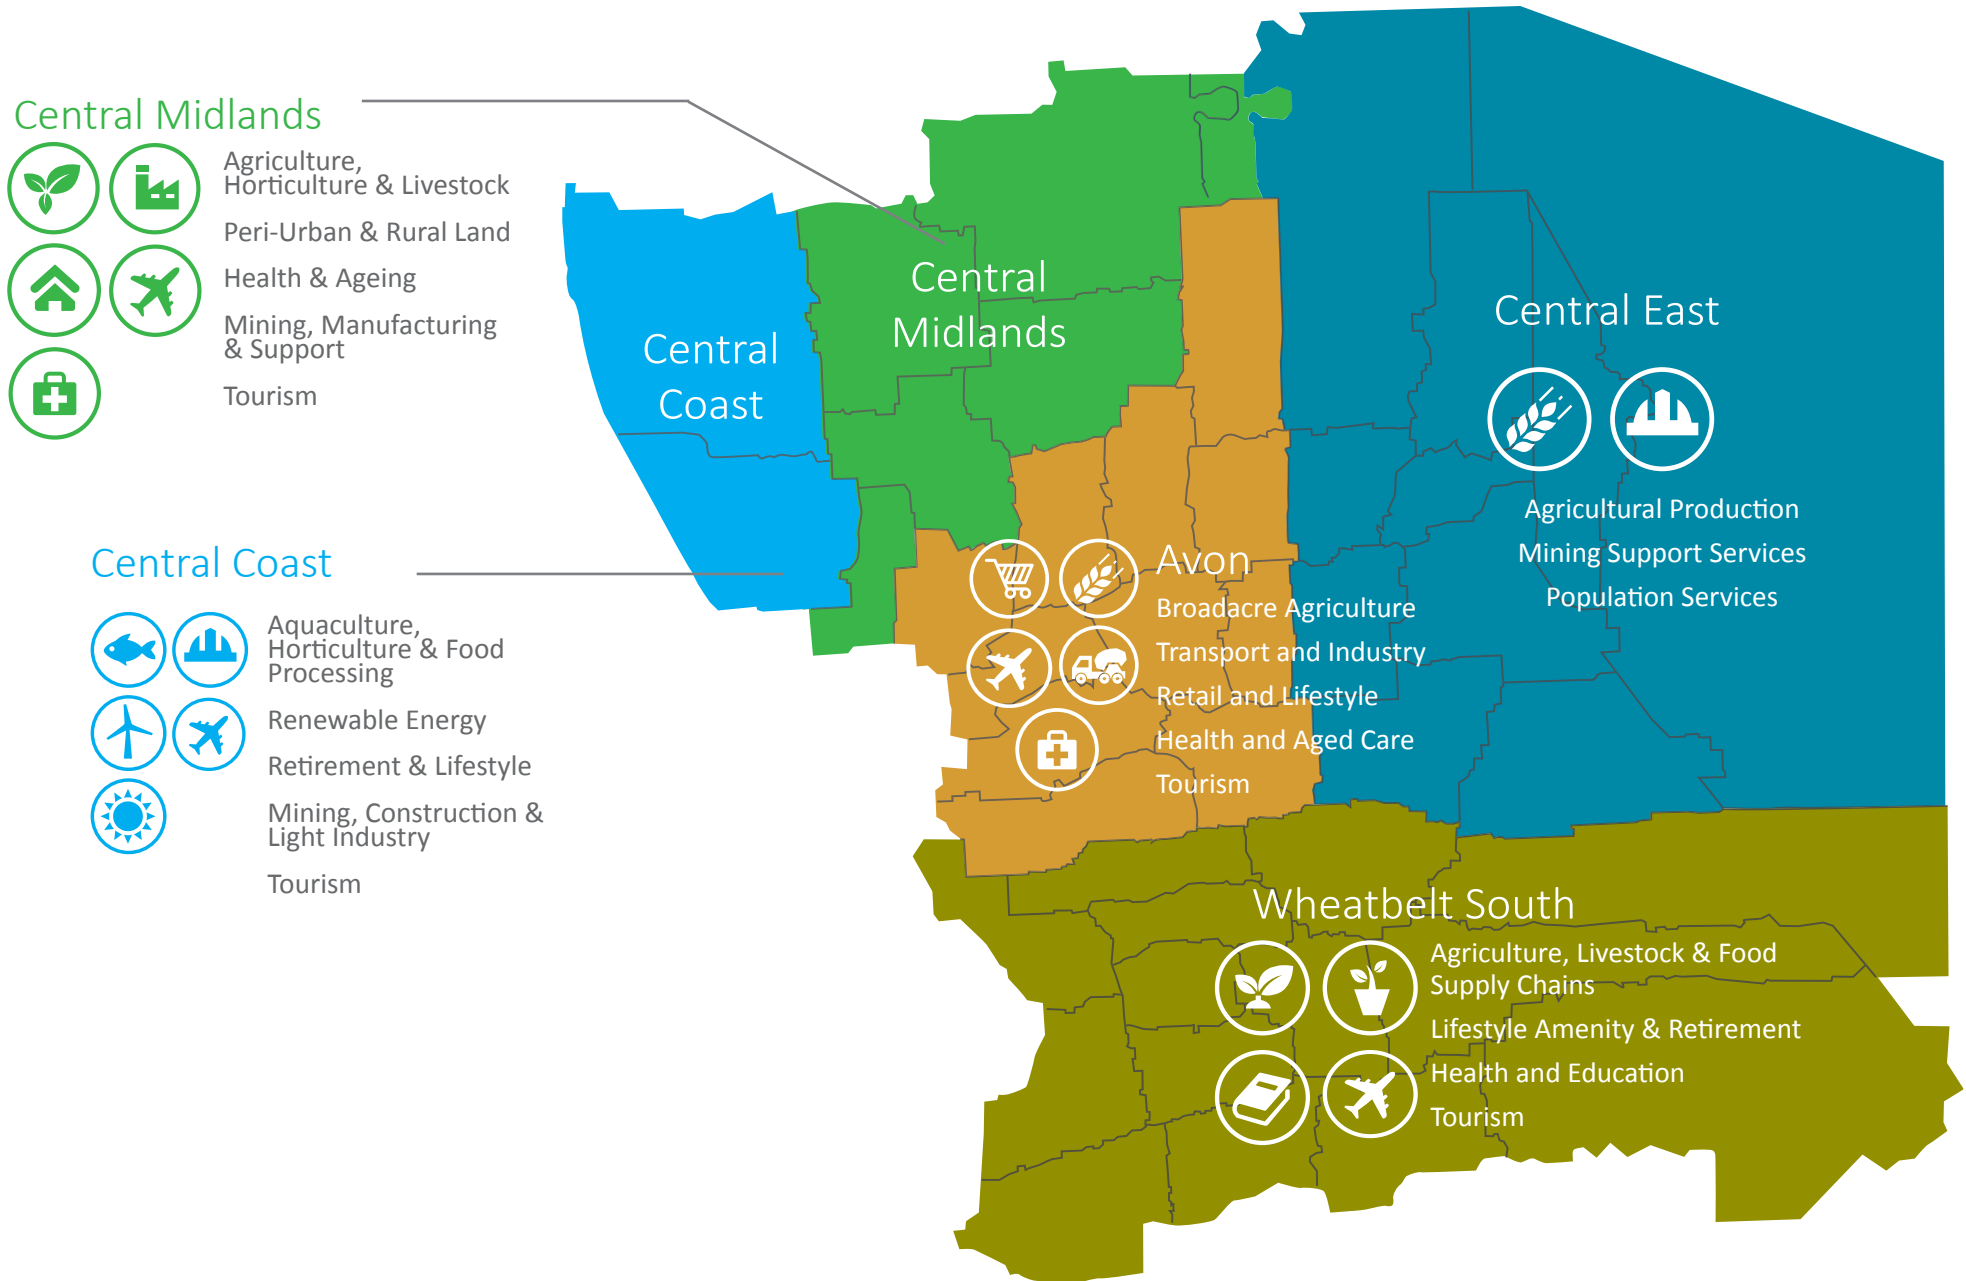 Central Midlands
Agriculture,
Horticulture & Livestock
Peri-Urban & Rural Land
Health & Ageing
Mining, Manufacturing
& Support
Tourism
Central Coast
Aquaculture,
Horticulture & Food
Processing
Renewable Energy
Retirement & Lifestyle
Mining, Construction &
Light Industry
Tourism
Central
Coast
Central
Midlands
Central East
Agricultural Production
Mining Support Services
Population Services
Avon
Broadacre Agriculture
Transport and Industry
Retail and Lifestyle
Health and Aged Care
Tourism
Wheatbelt South
Agriculture, Livestock & Food
Supply Chains
Lifestyle Amenity & Retirement
Health and Education
Tourism